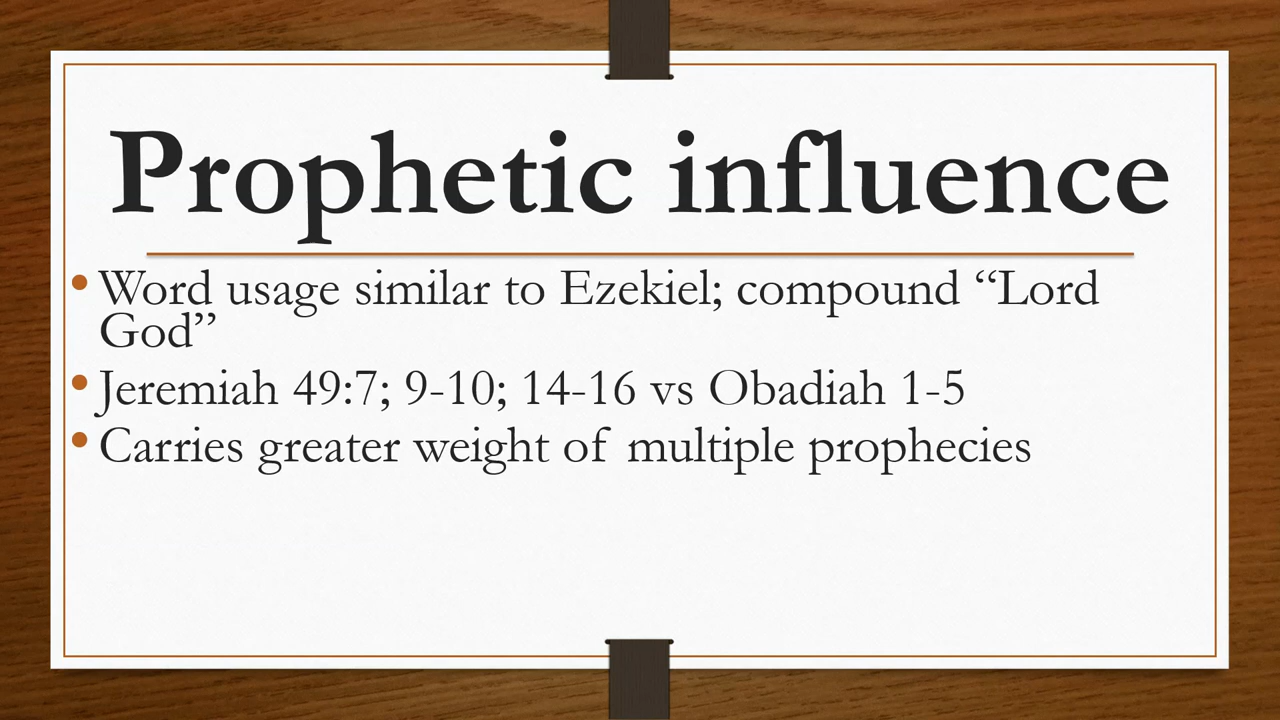 Prophetic influence
• Word usage similar to Ezekiel; compound “Lord
God”
• Jeremiah 49:7; 9-10; 14-16 vs Obadiah 1-5
• Carries greater weight of multiple prophecies